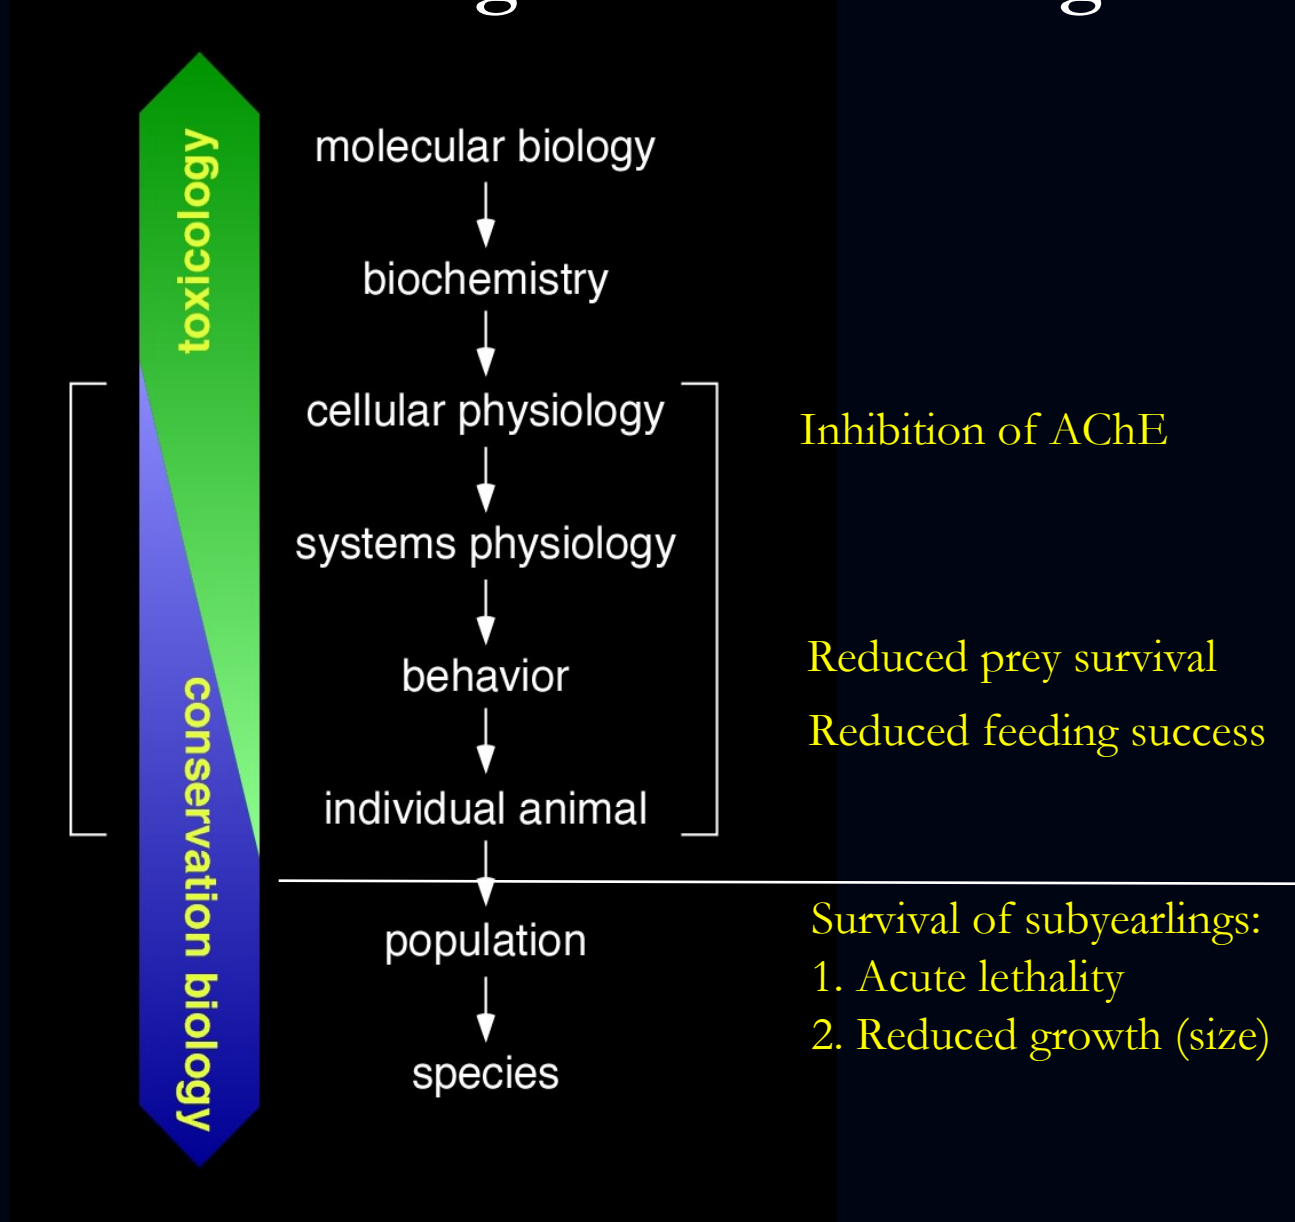 toxicology
conservation biology
molecular biology
biochemistry
cellular physiology
systems physiology
behavior
individual animal
population
species
Inhibition of AChE
Reduced prey survival
Reduced feeding success
Survival of subyearlings:
1. Acute lethality
2. Reduced growth (size)